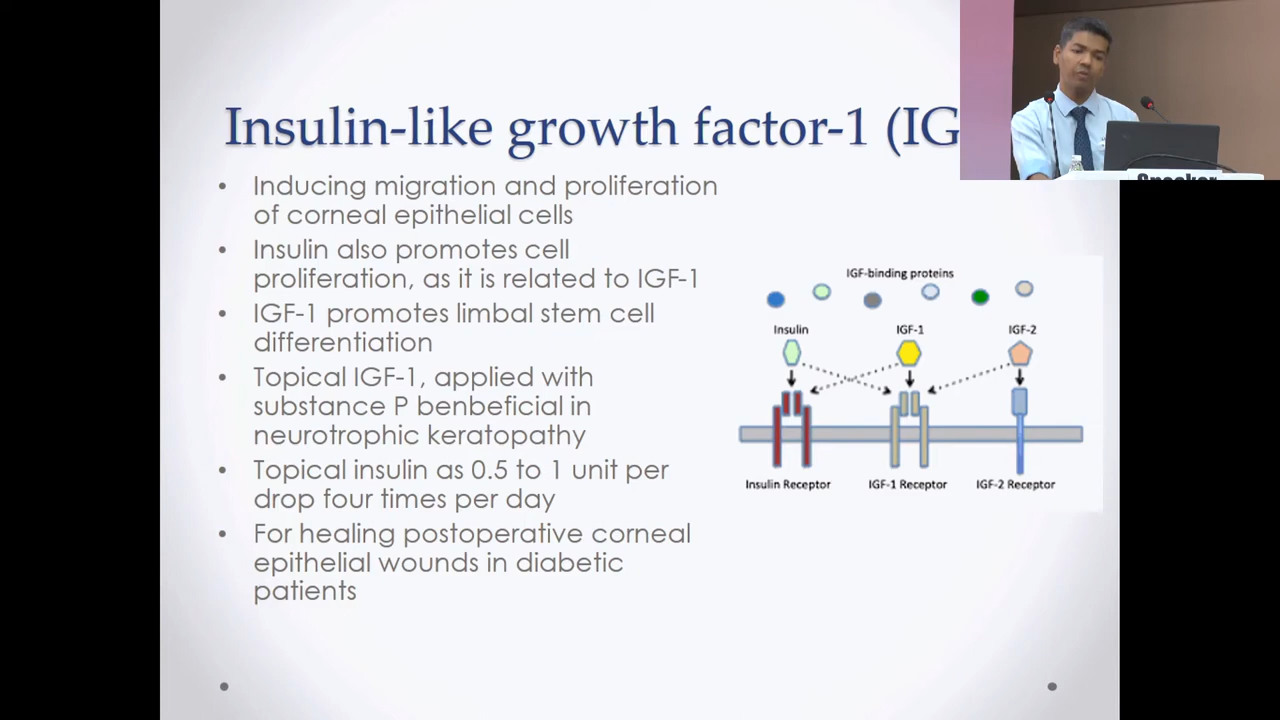 Insulin-like growth factor-1 (IG
• Inducing migration and proliferation
of corneal epithelial cells
• Insulin also promotes cell
proliferation, as it is related to IGF-1
• IGF-1 promotes limbal stem cell
differentiation
• Topical IGF-1, applied with
substance P benbeficial in
neurotrophic keratopathy
• Topical insulin as 0.5 to 1 unit per
drop four times per day
• For healing postoperative corneal
epithelial wounds in diabetic
patients
IGF-binding proteins
Insulin IGF-1 IGF-2
Insulin Receptor IGF-1 Receptor IGF-2 Receptor
Speaker